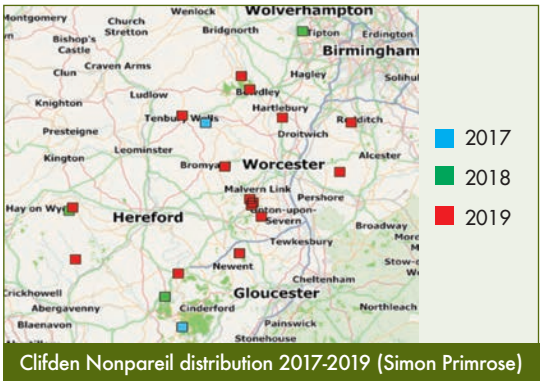 Montgomery
Church
Stretton
Wenlock
Wolverhampton
Bishop's
Castle
Bridgnorth
Tipton
Erdington
Birmingham
Clun
Craven Arms
Hagley
Ludlow
Bewdley
Knighton
Hartlebury
Tenbury Wells
Redditch
Presteigne
Droitwich
Leominster
Kington
Bromya
Worcester
Alcester
Malvern Link
Pershore
Hay on Wye
Hereford
Upton-upon-
Severn
Broadway
Tewkesbury
Newent
Cheltenham
Crickhowell
Gloucester
Abergavenny
Cinderford
Northleach
Blaenavon
Painswick
Stonehouse
2017
2018
2019
Clifden Nonpareil distribution 2017-2019 (Simon Primrose)